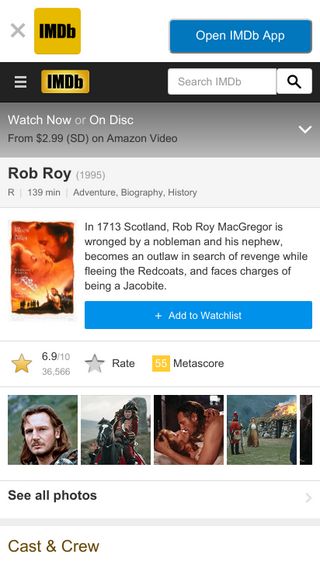 IMDb
Open IMDb App
IMDb
Search IMDb
Watch Now or On Disc
From $2.99 (SD) on Amazon Video
Rob Roy (1995)
R | 139 min | Adventure, Biography, History
In 1713 Scotland, Rob Roy MacGregor is
wronged by a nobleman and his nephew,
becomes an outlaw in search of revenge while
fleeing the Redcoats, and faces charges of
being a Jacobite.
+ Add to Watchlist
6.9/10
36,566
Rate
55 Metascore
See all photos
Cast & Crew